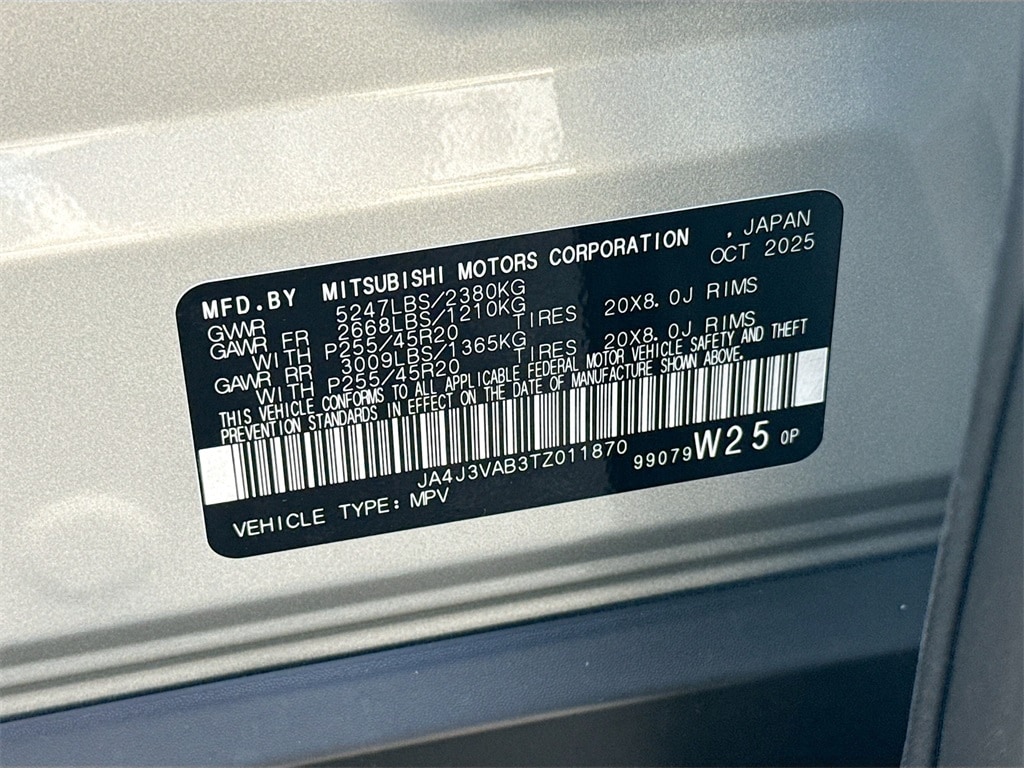 MFD.BY MITSUBISHI MOTORS CORPORATION , JAPAN
OCT 2025
GVWR 5247LBS/2380KG
GAWR FR 2668LBS/1210KG
WITH P255/45R20 TIRES 20X8.0J RIMS
GAWR RR 3009LBS/1365KG
WITH P255/45R20 TIRES 20X8.0J RIMS
THIS VEHICLE CONFORMS TO ALL APPLICABLE FEDERAL MOTOR VEHICLE SAFETY AND THEFT
PREVENTION STANDARDS IN EFFECT ON THE DATE OF MANUFACTURE SHOWN ABOVE.
JA4J3VAB3TZ011870 99079 W25 0P
VEHICLE TYPE: MPV